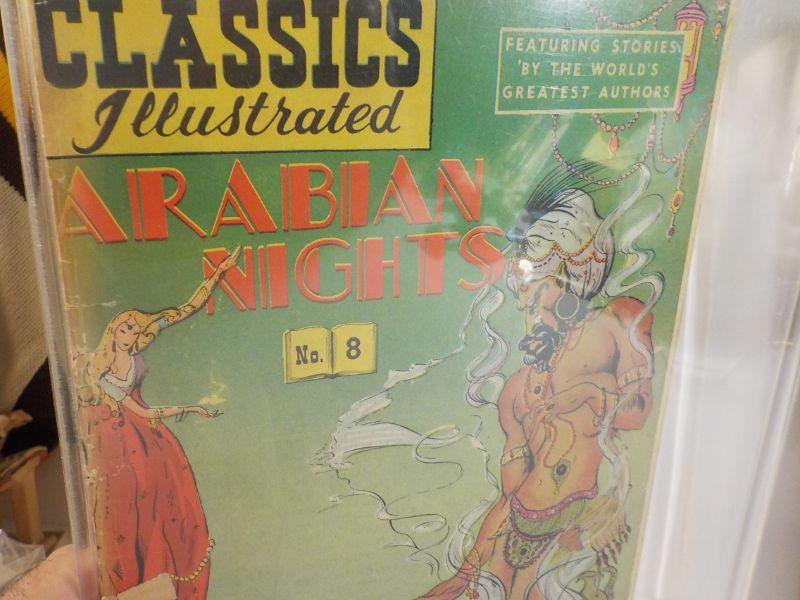 CLASSICS
Illustrated
FEATURING STORIES
BY THE WORLD'S
GREATEST AUTHORS
ARABIAN
NIGHTS
No. 8